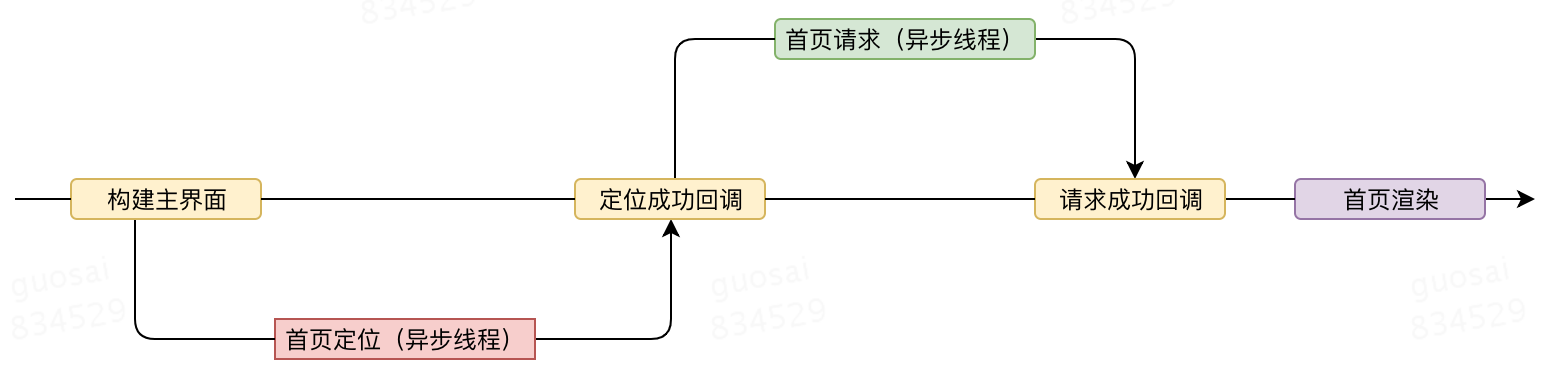 834529
834529
首页请求（异步线程）
构建主界面
定位成功回调
请求成功回调
首页渲染
guosai
834529
guosai
834529
guosai
834529
首页定位（异步线程）